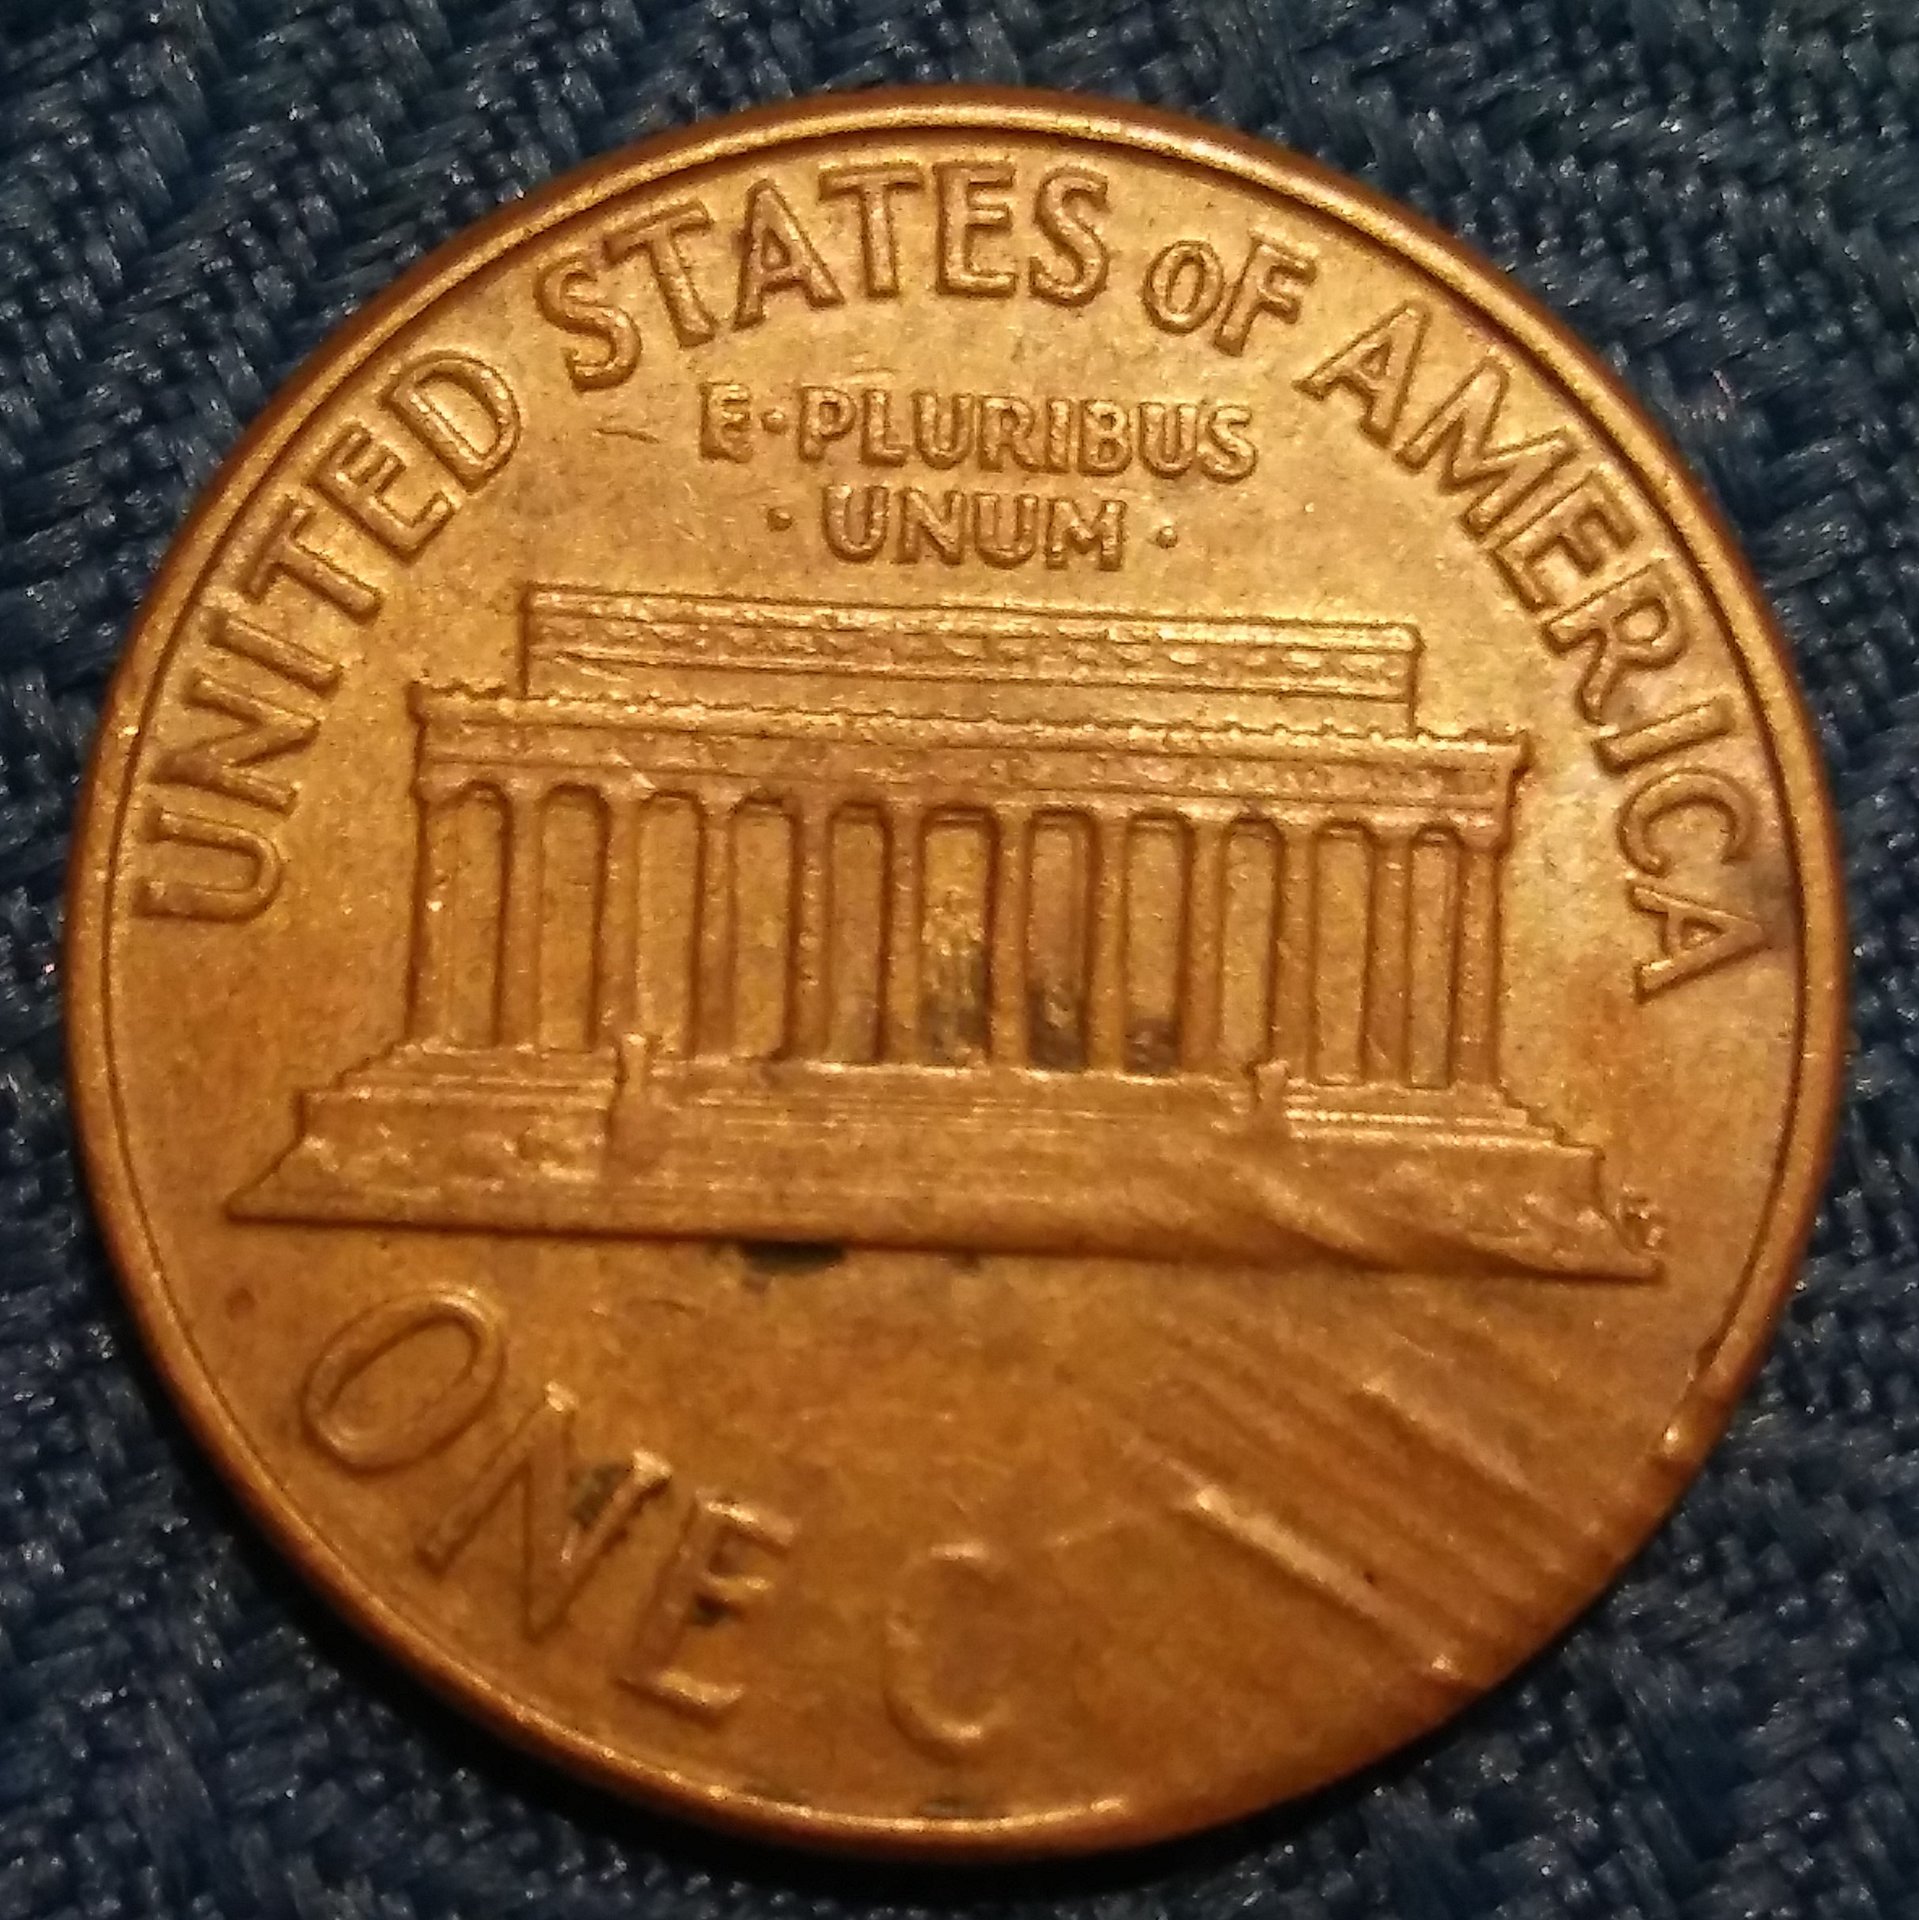 UNITED STATES OF AMERICA
E·PLURIBUS
·UNUM·
ONE C